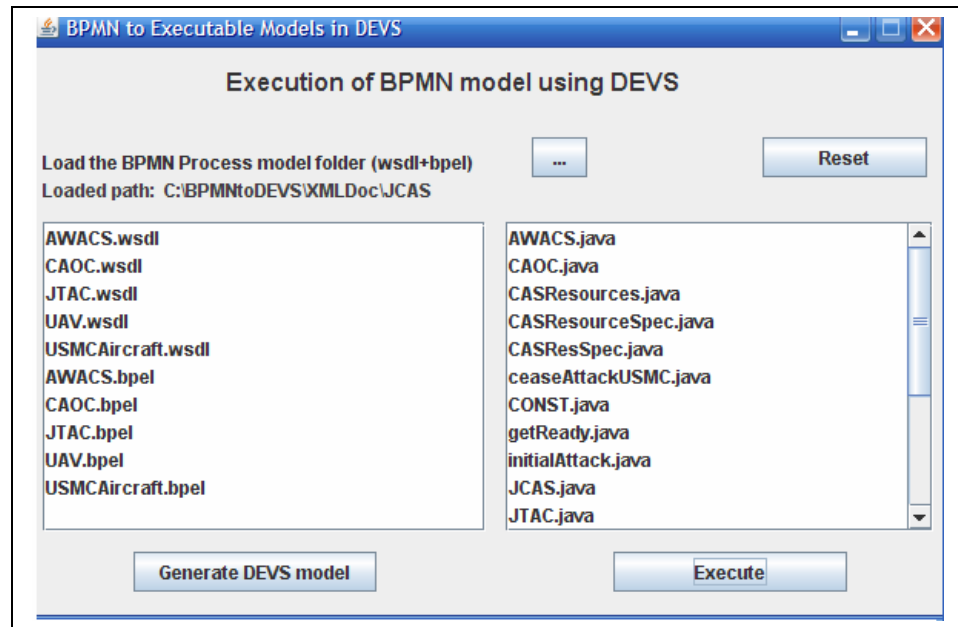 BPMN to Executable Models in DEVS
Execution of BPMN model using DEVS
Load the BPMN Process model folder (wsdl+bpel)
...
Reset
Loaded path: C:\BPMNtoDEVS\XMLDoc\JCAS
AWACS.wsdl
CAOC.wsdl
JTAC.wsdl
UAV.wsdl
USMCAircraft.wsdl
AWACS.bpel
CAOC.bpel
JTAC.bpel
UAV.bpel
USMCAircraft.bpel
AWACS.java
CAOC.java
CASResources.java
CASResourceSpec.java
CASResSpec.java
ceaseAttackUSMC.java
CONST.java
getReady.java
initialAttack.java
JCAS.java
JTAC.java
Generate DEVS model
Execute